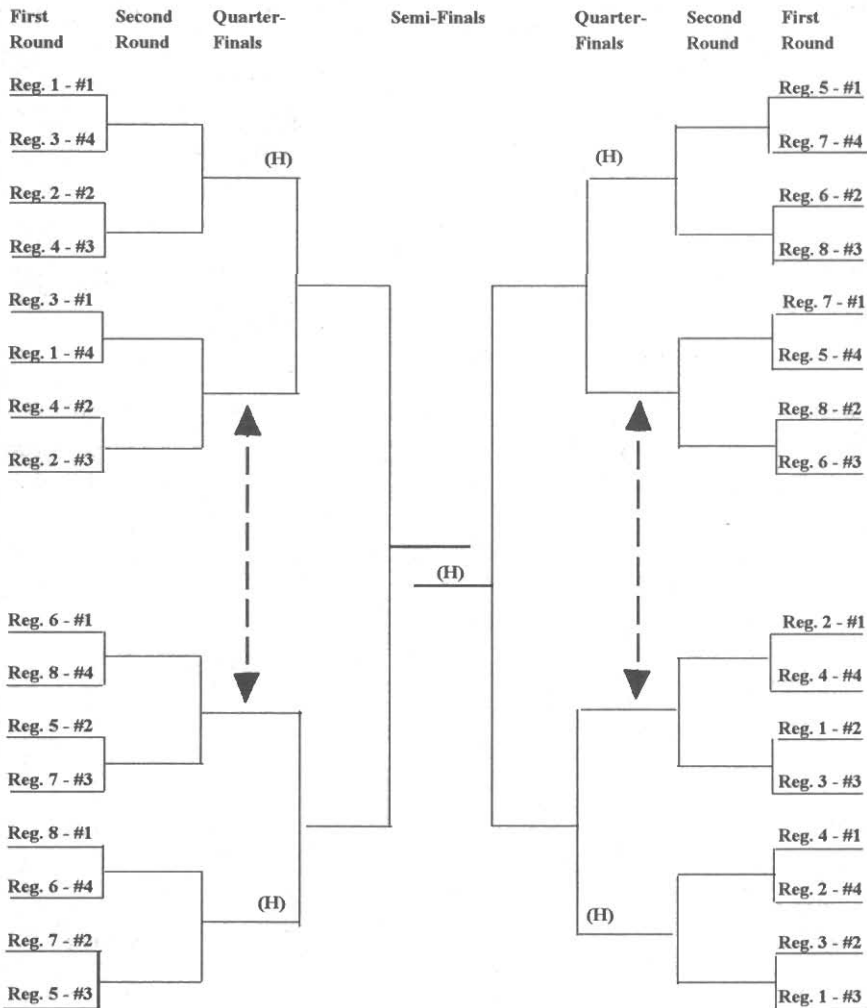 First Second Quarter- Semi-Finals Quarter- Second First
Round Round Finals Finals Round Round
Reg. 1 - #1 Reg. 5 - #1
Reg. 3 - #4 Reg. 7 - #4
(H) (H)
Reg. 2 - #2 Reg. 6 - #2
Reg. 4 - #3 Reg. 8 - #3
Reg. 3 - #1 Reg. 7 - #1
Reg. 1 - #4 Reg. 5 - #4
Reg. 4 - #2 Reg. 8 - #2
Reg. 2 - #3 Reg. 6 - #3
(H)
Reg. 6 - #1 Reg. 2 - #1
Reg. 8 - #4 Reg. 4 - #4
Reg. 5 - #2 Reg. 1 - #2
Reg. 7 - #3 Reg. 3 - #3
Reg. 8 - #1 Reg. 4 - #1
Reg. 6 - #4 Reg. 2 - #4
(H) (H)
Reg. 7 - #2 Reg. 3 - #2
Reg. 5 - #3 Reg. 1 - #3